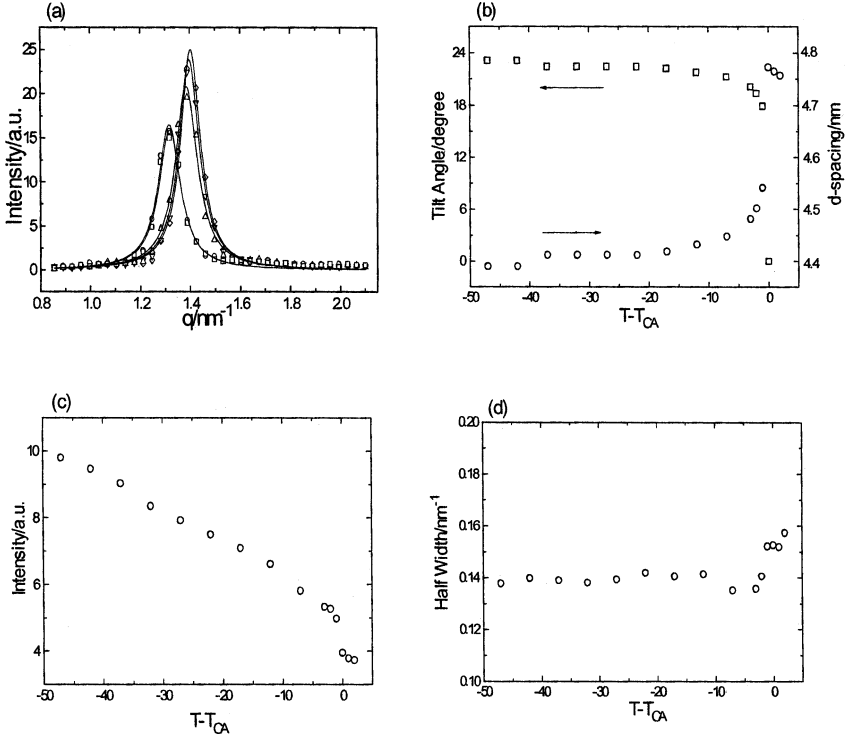 (a)
25
20
15
10
5
0
Intensity/a.u.
0.8 1.0 1.2 1.4 1.6 1.8 2.0
q/nm-1
(b)
24
18
12
6
0
Tilt Angle/degree
4.8
4.7
4.6
4.5
4.4
d-spacing/nm
-50 -40 -30 -20 -10 0
T-TCA
(c)
10
8
6
4
Intensity/a.u.
-50 -40 -30 -20 -10 0
T-TCA
(d)
0.20
0.18
0.16
0.14
0.12
0.10
Half Width/nm-1
-50 -40 -30 -20 -10 0
T-TCA